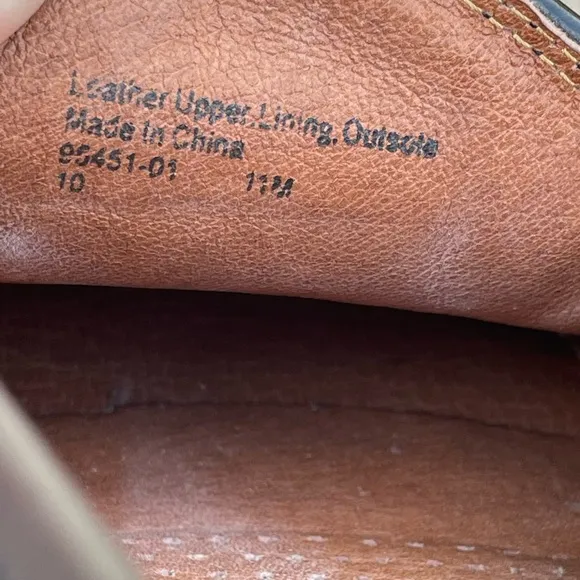 Leather Upper, Lining, Outsole
Made in China
95451-01
10 11M